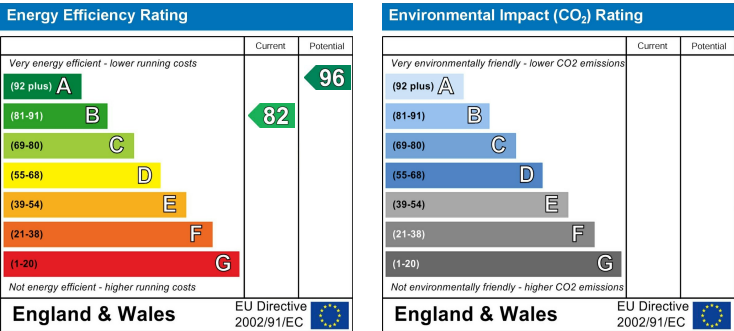 Energy Efficiency Rating
Current Potential
Very energy efficient - lower running costs
(92 plus) A
96
(81-91) B
82
(69-80) C
(55-68) D
(39-54) E
(21-38) F
(1-20) G
Not energy efficient - higher running costs
England & Wales
EU Directive
2002/91/EC
Environmental Impact (CO₂) Rating
Current Potential
Very environmentally friendly - lower CO2 emissions
(92 plus) A
(81-91) B
(69-80) C
(55-68) D
(39-54) E
(21-38) F
(1-20) G
Not environmentally friendly - higher CO2 emissions
England & Wales
EU Directive
2002/91/EC